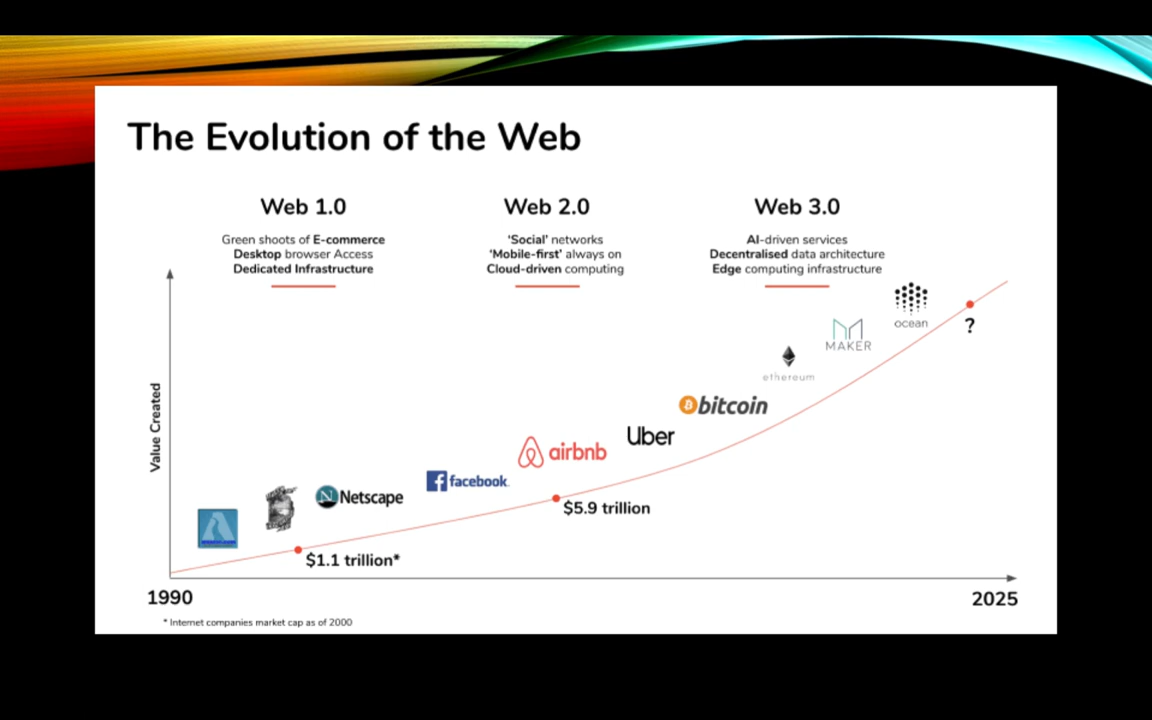 The Evolution of the Web
Web 1.0
Green shoots of E-commerce
Desktop browser Access
Dedicated Infrastructure
Web 2.0
‘Social’ networks
‘Mobile-first’ always on
Cloud-driven computing
Web 3.0
AI-driven services
Decentralised data architecture
Edge computing infrastructure
Value Created
ocean
?
MAKER
ethereum
bitcoin
Uber
airbnb
facebook.
$5.9 trillion
N Netscape
$1.1 trillion*
1990
2025
* Internet companies market cap as of 2000